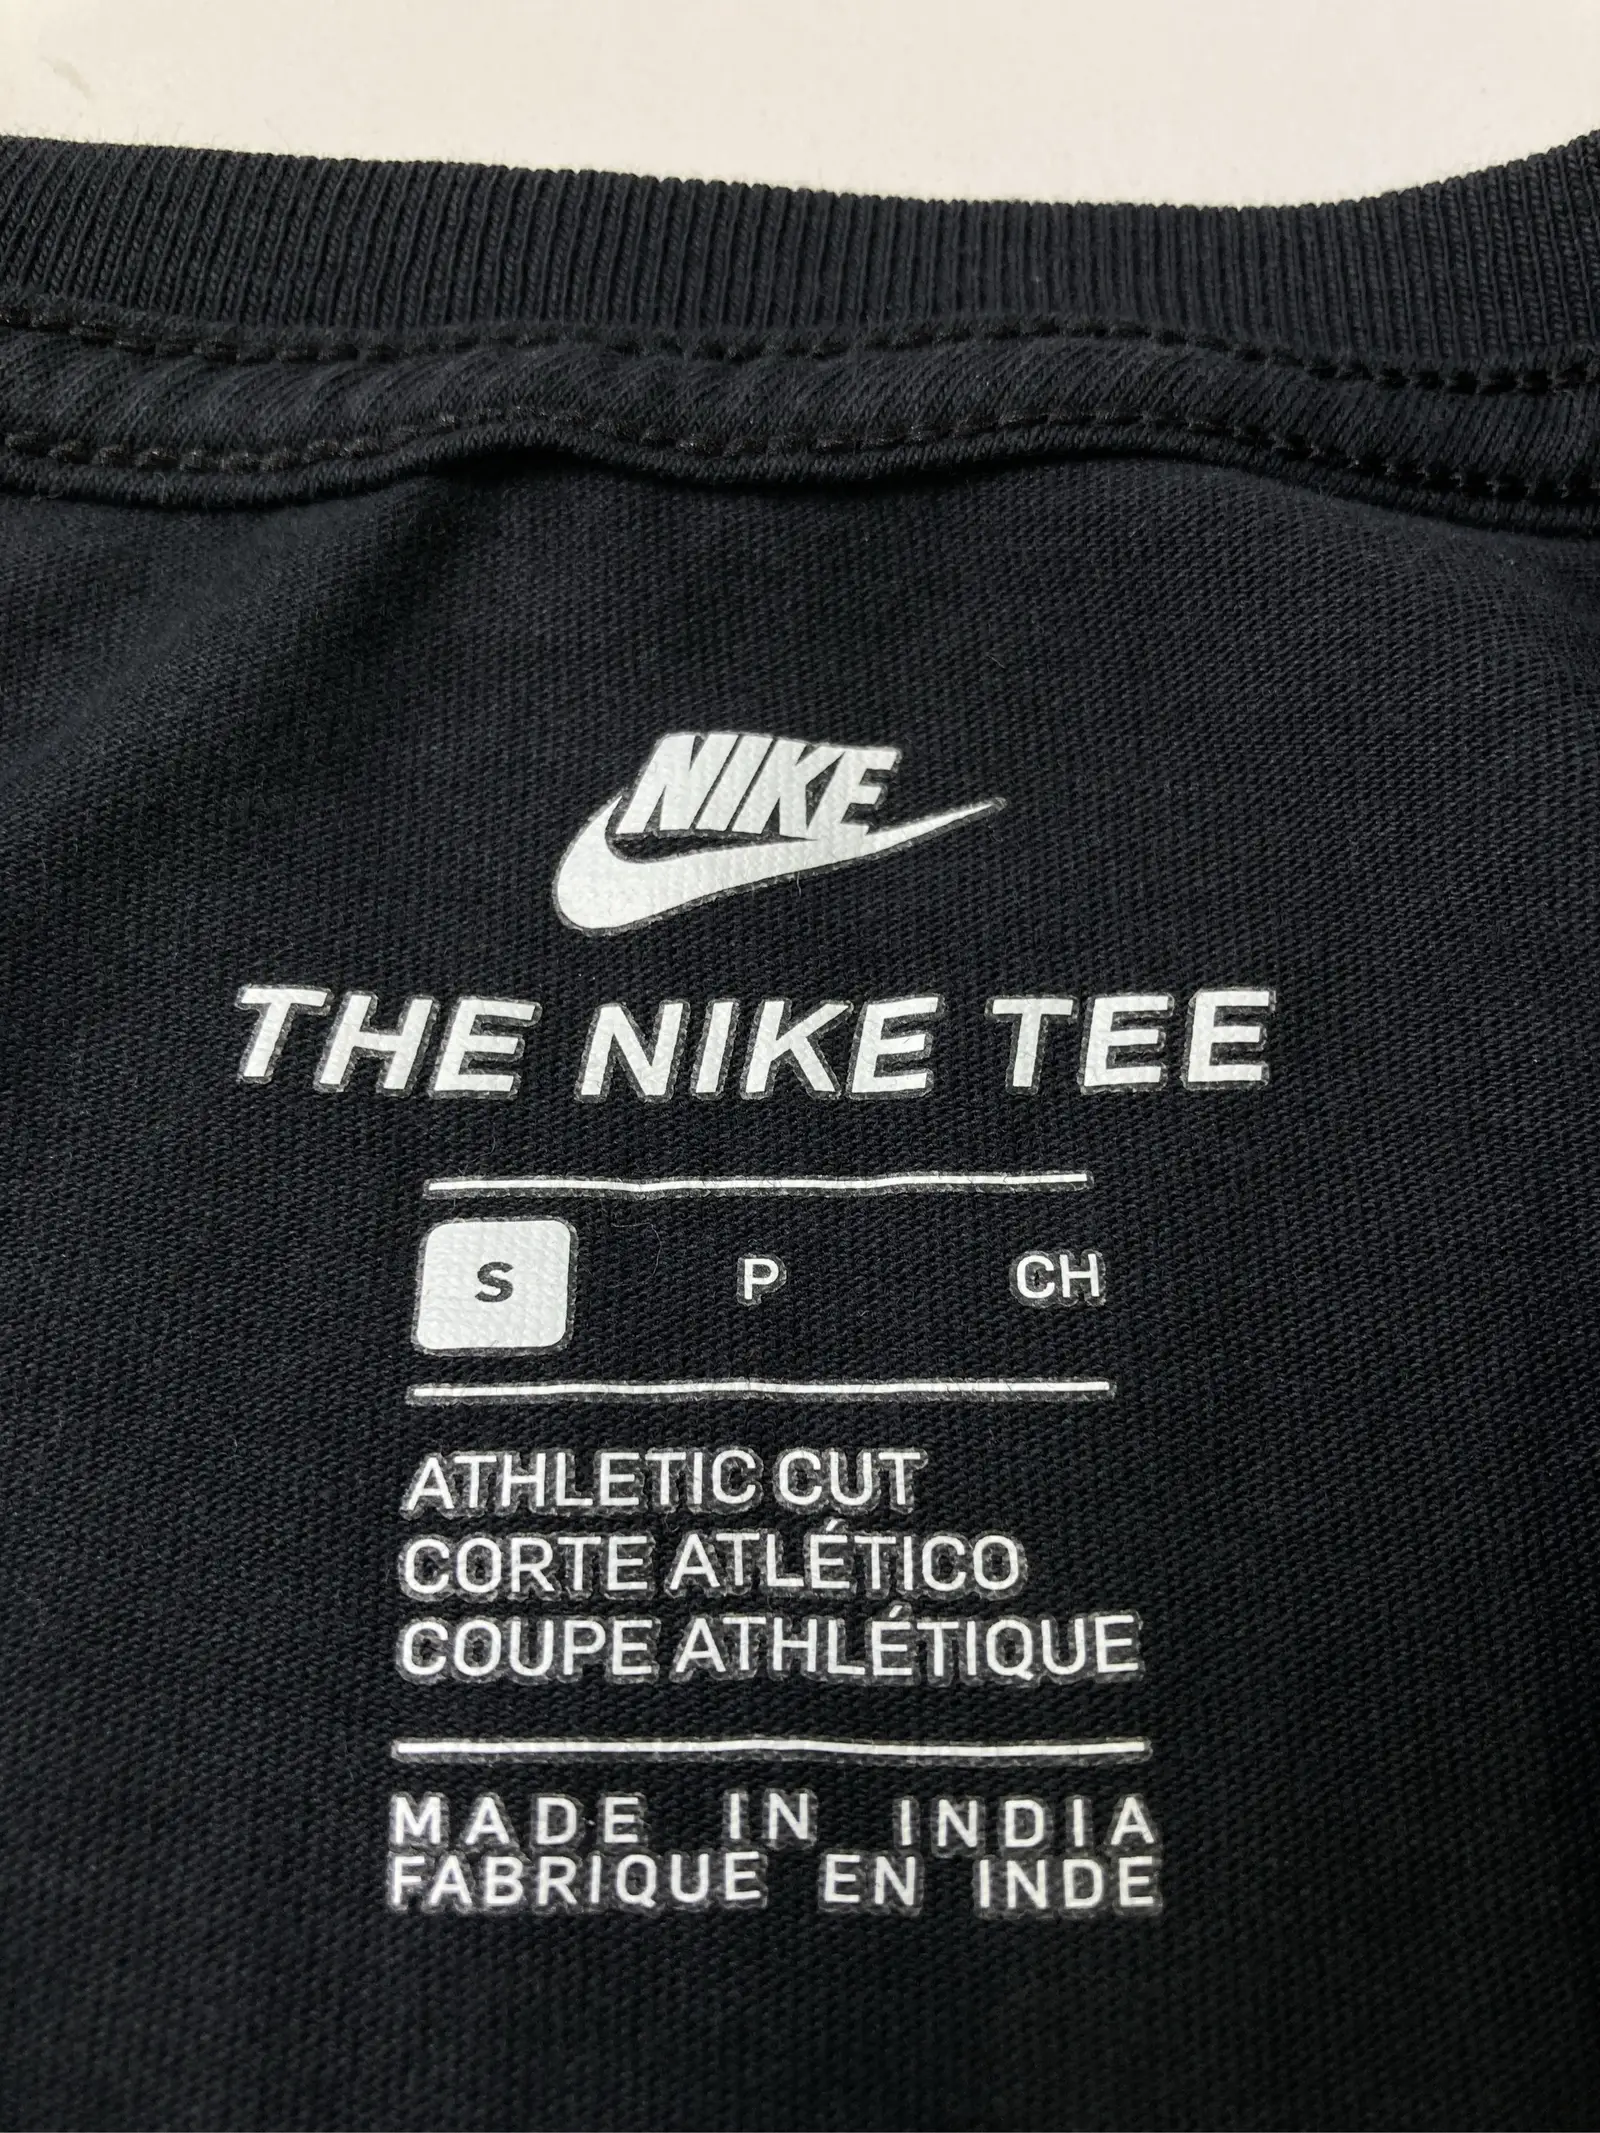 NIKE
THE NIKE TEE
S P CH
ATHLETIC CUT
CORTE ATLÉTICO
COUPE ATHLÉTIQUE
MADE IN INDIA
FABRIQUE EN INDE